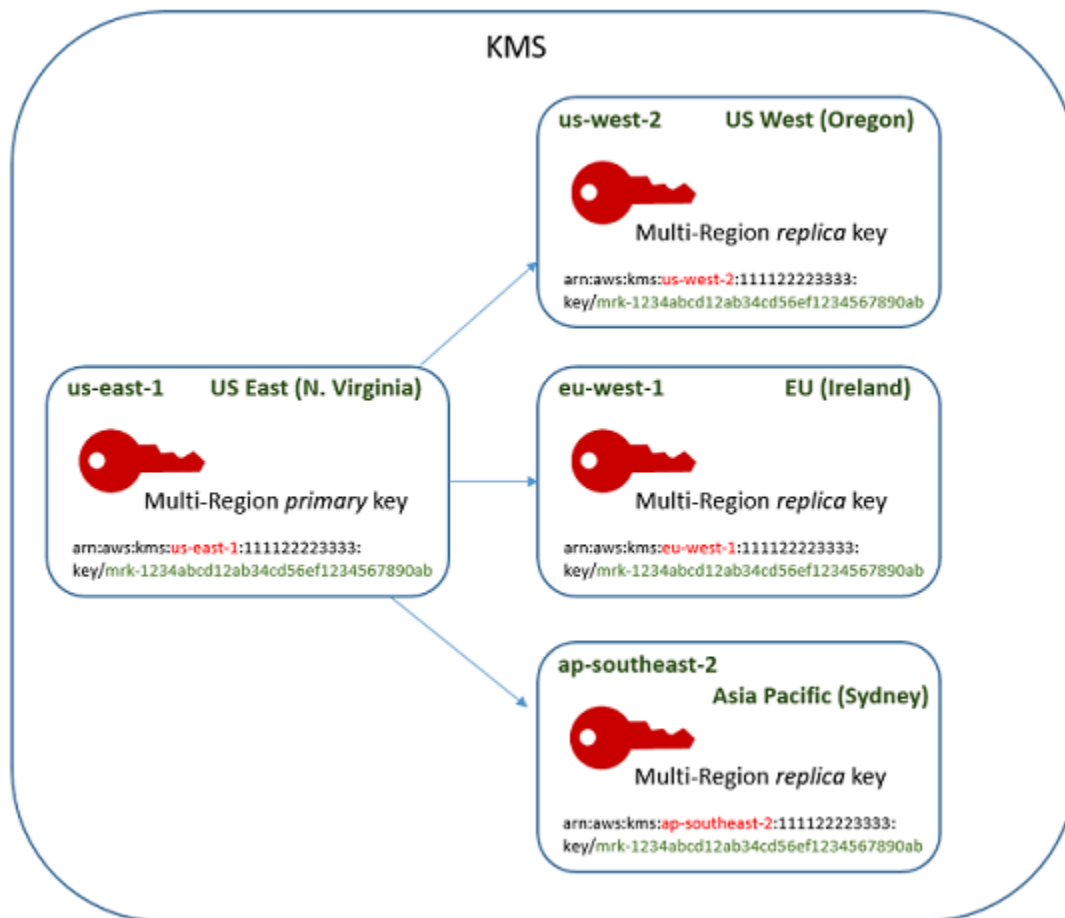 KMS
us-west-2 US West (Oregon)
Multi-Region replica key
arn:aws:kms:us-west-2:111122223333:
key/mrk-1234abcd12ab34cd56ef1234567890ab
us-east-1 US East (N. Virginia)
Multi-Region primary key
arn:aws:kms:us-east-1:111122223333:
key/mrk-1234abcd12ab34cd56ef1234567890ab
eu-west-1 EU (Ireland)
Multi-Region replica key
arn:aws:kms:eu-west-1:111122223333:
key/mrk-1234abcd12ab34cd56ef1234567890ab
ap-southeast-2
Asia Pacific (Sydney)
Multi-Region replica key
arn:aws:kms:ap-southeast-2:111122223333:
key/mrk-1234abcd12ab34cd56ef1234567890ab